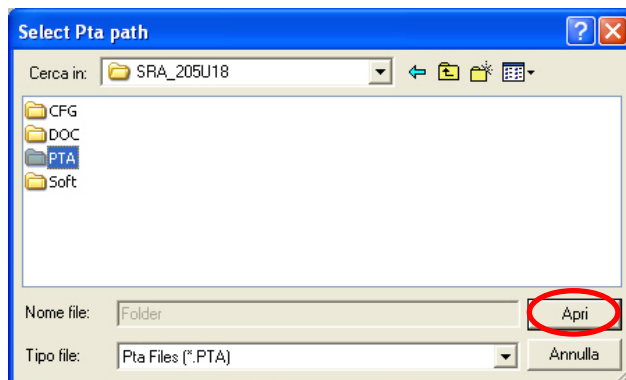 Select Pta path
Cerca in: SRA_205U18
CFG
DOC
PTA
Soft
Nome file: Folder Apri
Tipo file: Pta Files (*.PTA) Annulla